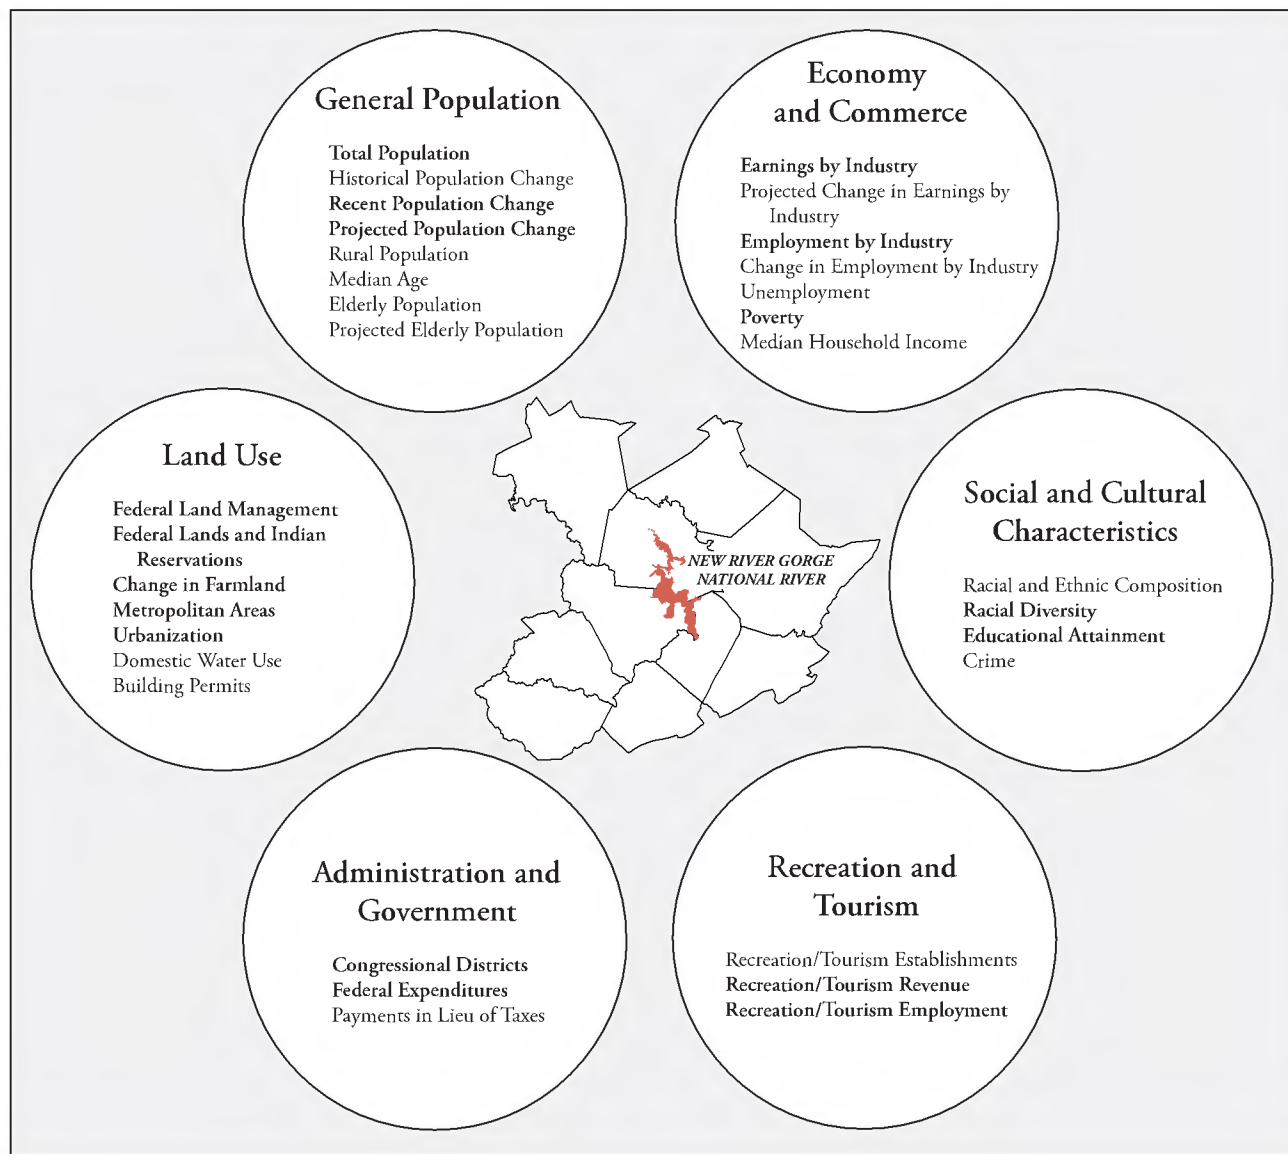 General Population
Total Population
Historical Population Change
Recent Population Change
Projected Population Change
Rural Population
Median Age
Elderly Population
Projected Elderly Population
Economy
and Commerce
Earnings by Industry
Projected Change in Earnings by
Industry
Employment by Industry
Change in Employment by Industry
Unemployment
Poverty
Median Household Income
Land Use
Federal Land Management
Federal Lands and Indian
Reservations
Change in Farmland
Metropolitan Areas
Urbanization
Domestic Water Use
Building Permits
NEW RIVER GORGE
NATIONAL RIVER
Social and Cultural
Characteristics
Racial and Ethnic Composition
Racial Diversity
Educational Attainment
Crime
Administration and
Government
Congressional Districts
Federal Expenditures
Payments in Lieu of Taxes
Recreation and
Tourism
Recreation/Tourism Establishments
Recreation/Tourism Revenue
Recreation/Tourism Employment